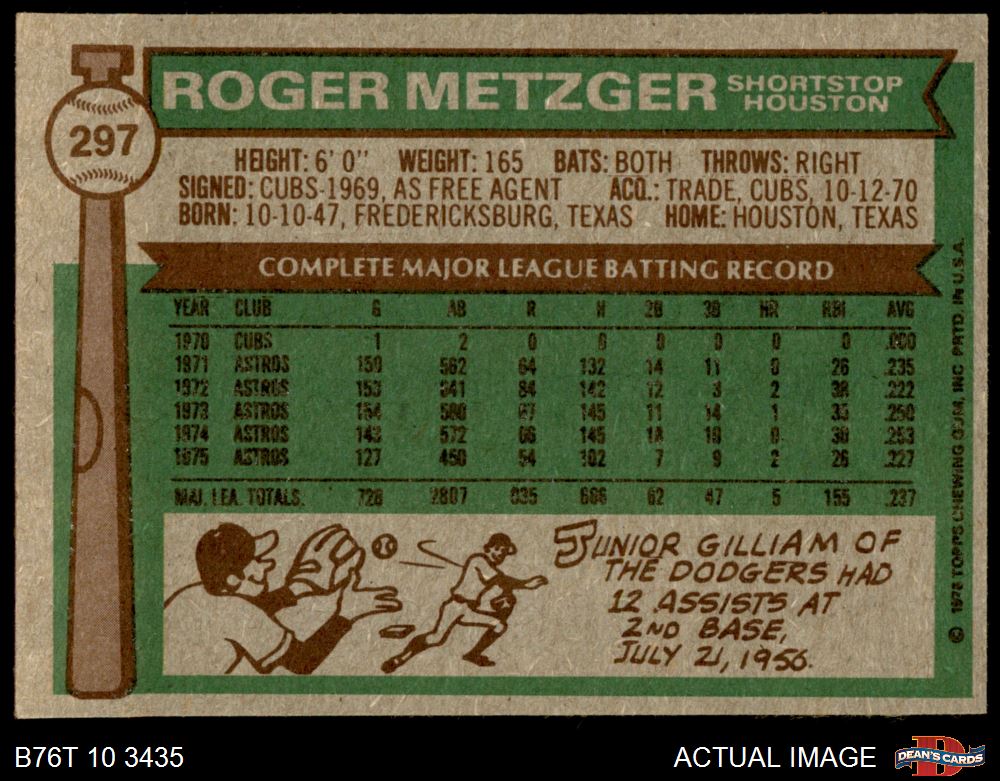 297
ROGER METZGER SHORTSTOP HOUSTON
HEIGHT: 6' 0" WEIGHT: 165 BATS: BOTH THROWS: RIGHT
SIGNED: CUBS-1969, AS FREE AGENT ACQ.: TRADE, CUBS, 10-12-70
BORN: 10-10-47, FREDERICKSBURG, TEXAS HOME: HOUSTON, TEXAS
COMPLETE MAJOR LEAGUE BATTING RECORD
YEAR CLUB G AB R H 2B 3B HR RBI AVG
1970 CUBS 1 2 0 0 0 0 0 0 .000
1971 ASTROS 150 562 64 132 14 11 0 26 .235
1972 ASTROS 153 641 84 142 12 3 2 38 .222
1973 ASTROS 154 580 67 145 11 14 1 35 .250
1974 ASTROS 143 572 66 145 18 10 0 30 .253
1975 ASTROS 127 450 54 102 7 9 2 26 .227
MAJ. LEA. TOTALS. 728 2807 335 666 62 47 5 155 .237
JUNIOR GILLIAM OF
THE DODGERS HAD
12 ASSISTS AT
2ND BASE,
JULY 21, 1956.
© 1976 TOPPS CHEWING GUM, INC PRTD. IN U.S.A.
B76T 10 3435
ACTUAL IMAGE
D
DEAN'S CARDS